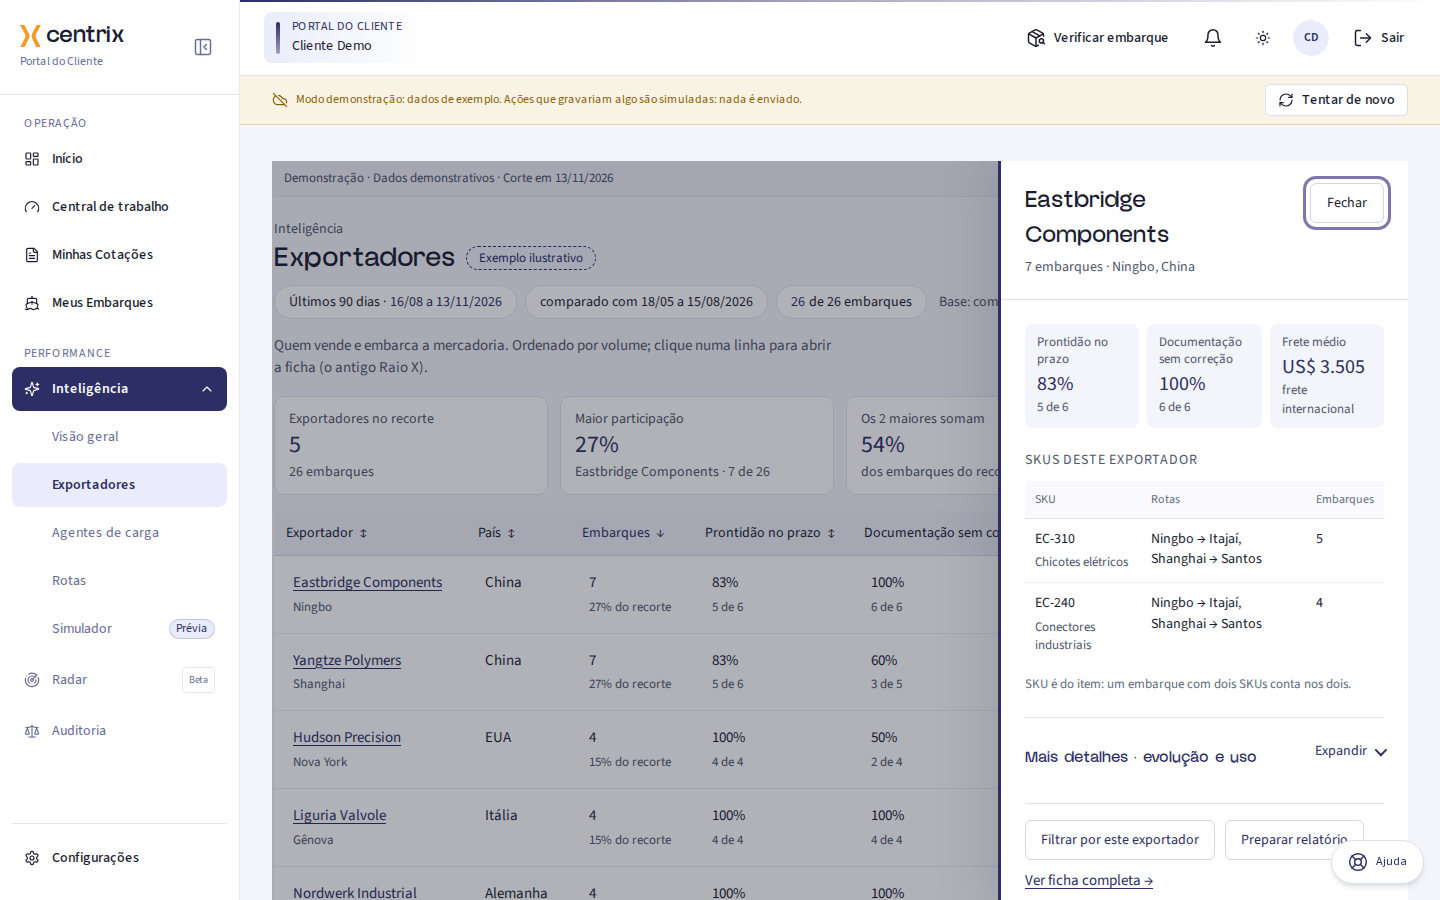 centrix
Portal do Cliente
OPERAÇÃO
Início
Central de trabalho
Minhas Cotações
Meus Embarques
PERFORMANCE
Inteligência
Visão geral
Exportadores
Agentes de carga
Rotas
Simulador Prévia
Radar Beta
Auditoria
Configurações
PORTAL DO CLIENTE
Cliente Demo
Verificar embarque
CD
Sair
Modo demonstração: dados de exemplo. Ações que gravariam algo são simuladas: nada é enviado.
Tentar de novo
Demonstração · Dados demonstrativos · Corte em 13/11/2026
Inteligência
Exportadores Exemplo ilustrativo
Últimos 90 dias · 16/08 a 13/11/2026 comparado com 18/05 a 15/08/2026 26 de 26 embarques Base: com
Quem vende e embarca a mercadoria. Ordenado por volume; clique numa linha para abrir
a ficha (o antigo Raio X).
Exportadores no recorte
5
26 embarques
Maior participação
27%
Eastbridge Components · 7 de 26
Os 2 maiores somam
54%
dos embarques do reco
Exportador ↕ País ↕ Embarques ↓ Prontidão no prazo ↕ Documentação sem co
Eastbridge Components China 7 83% 100%
Ningbo 27% do recorte 5 de 6 6 de 6
Yangtze Polymers China 7 83% 60%
Shanghai 27% do recorte 5 de 6 3 de 5
Hudson Precision EUA 4 100% 50%
Nova York 15% do recorte 4 de 4 2 de 4
Liguria Valvole Itália 4 100% 100%
Gênova 15% do recorte 4 de 4 4 de 4
Nordwerk Industrial Alemanha 4 100% 100%
Eastbridge
Components
Fechar
7 embarques · Ningbo, China
Prontidão no
prazo
83%
5 de 6
Documentação
sem correção
100%
6 de 6
Frete médio
US$ 3.505
frete
internacional
SKUS DESTE EXPORTADOR
SKU Rotas Embarques
EC-310 Ningbo → Itajaí, 5
Chicotes elétricos Shanghai → Santos
EC-240 Ningbo → Itajaí, 4
Conectores Shanghai → Santos
industriais
SKU é do item: um embarque com dois SKUs conta nos dois.
Mais detalhes · evolução e uso Expandir
Filtrar por este exportador Preparar relatório
Ver ficha completa →
Ajuda